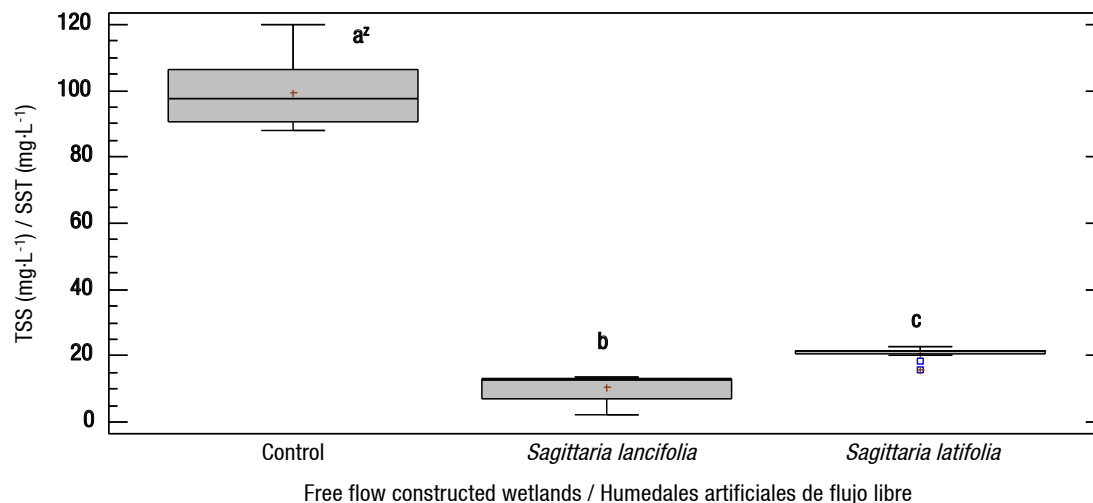 TSS (mg·L⁻¹) / SST (mg·L⁻¹)
120
100
80
60
40
20
0
aᶻ
b
c
Control
Sagittaria lancifolia
Sagittaria latifolia
Free flow constructed wetlands / Humedales artificiales de flujo libre